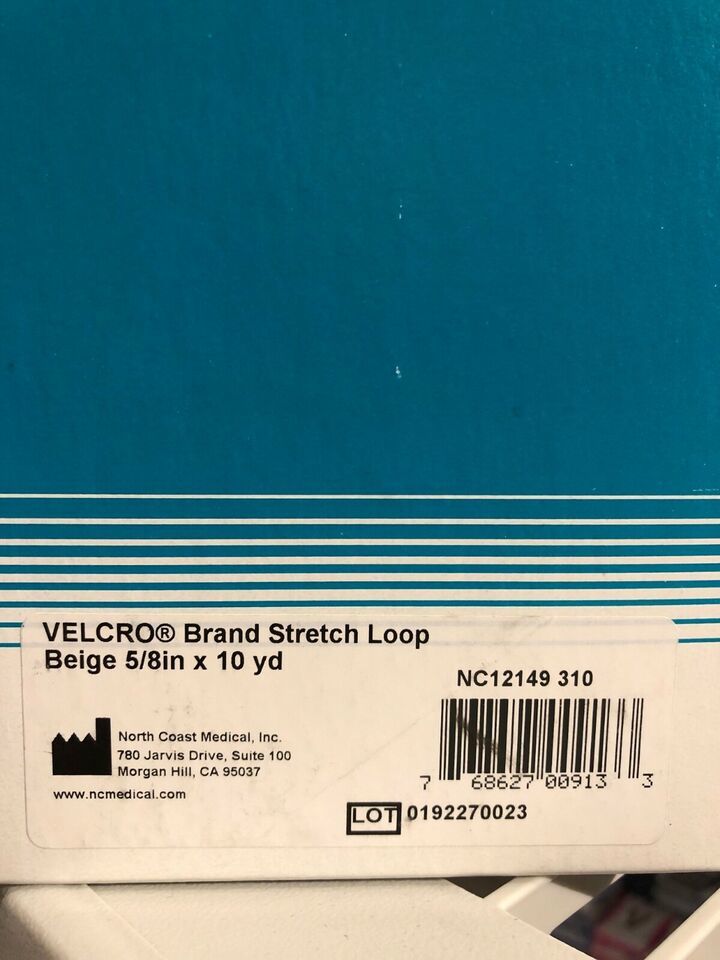 VELCRO® Brand Stretch Loop
Beige 5/8in x 10 yd
NC12149 310
North Coast Medical, Inc.
780 Jarvis Drive, Suite 100
Morgan Hill, CA 95037
www.ncmedical.com
7 68627 00913 3
LOT 0192270023